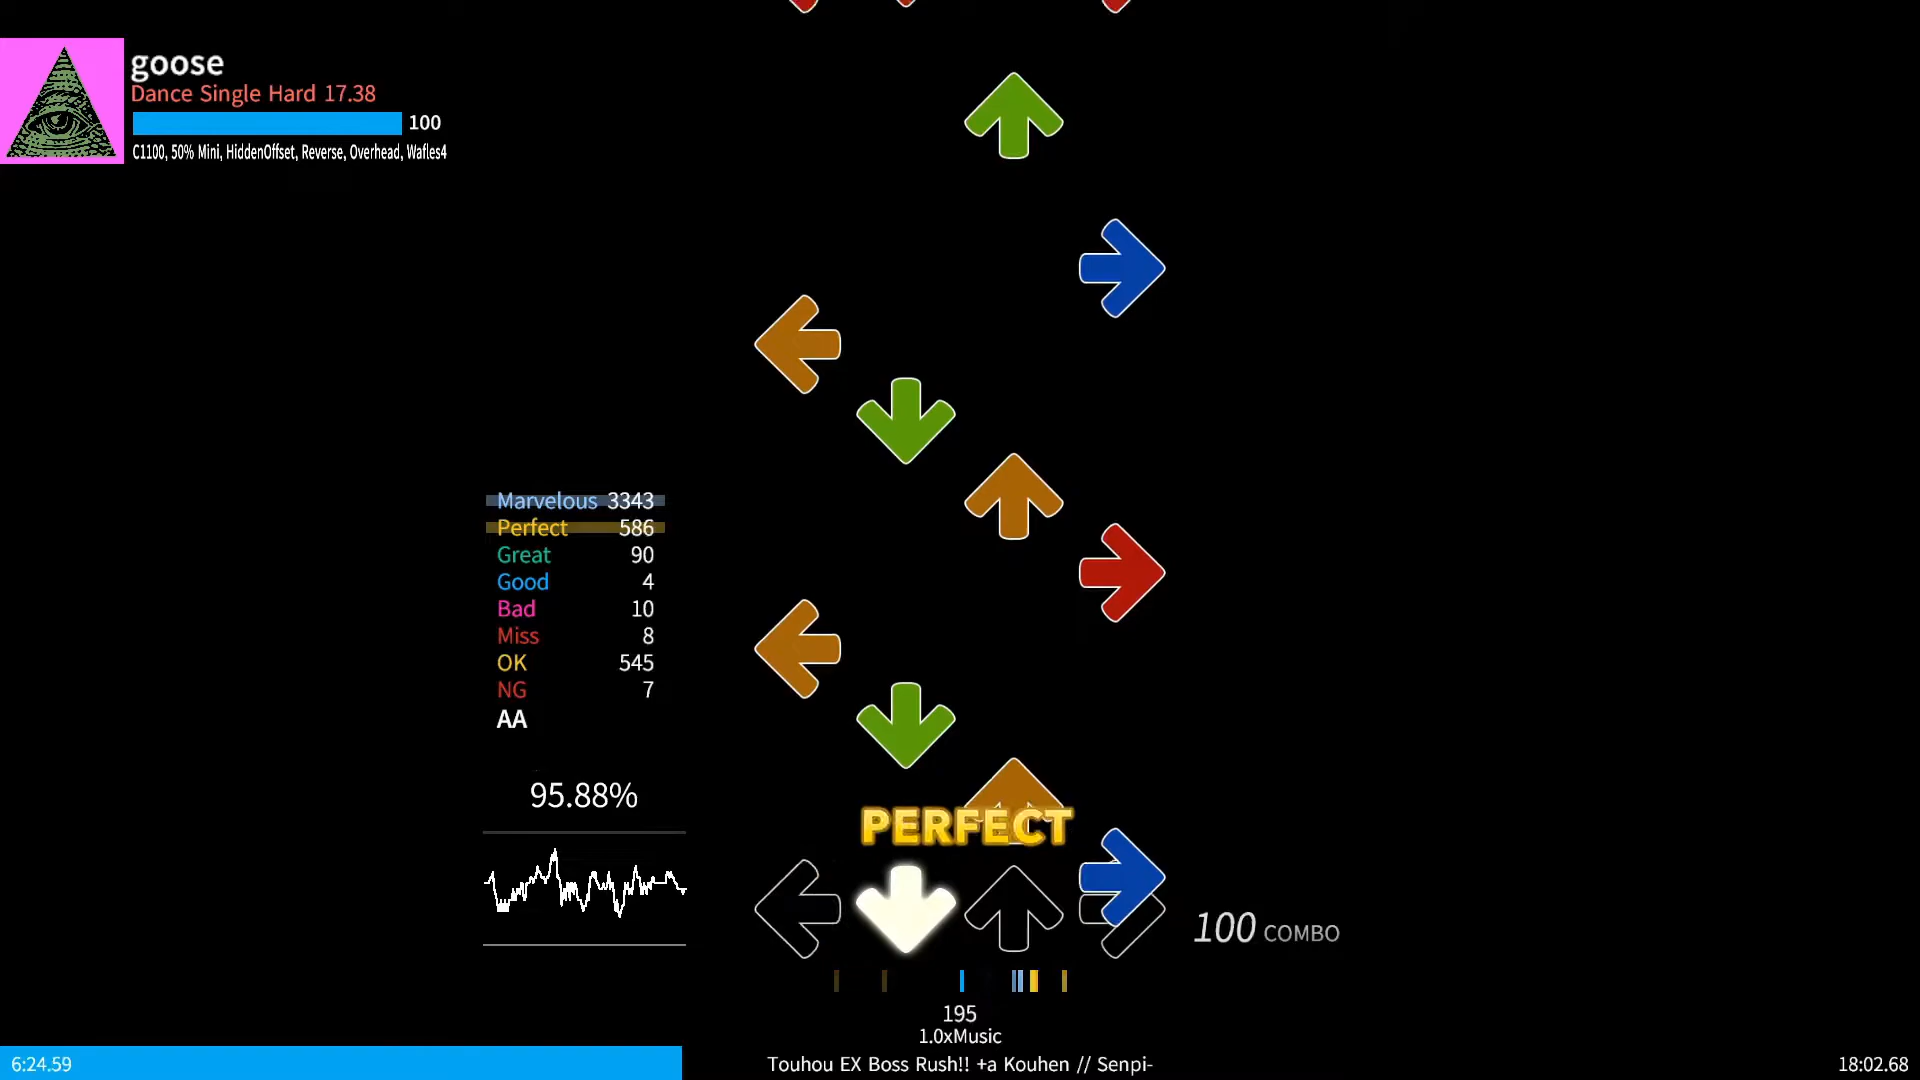 goose
Dance Single Hard 17.38
100
C1100, 50% Mini, HiddenOffset, Reverse, Overhead, Wafles4
Marvelous 3343
Perfect 586
Great 90
Good 4
Bad 10
Miss 8
OK 545
NG 7
AA
95.88%
PERFECT
100 COMBO
195
1.0xMusic
6:24.59
Touhou EX Boss Rush!! +a Kouhen // Senpi-
18:02.68